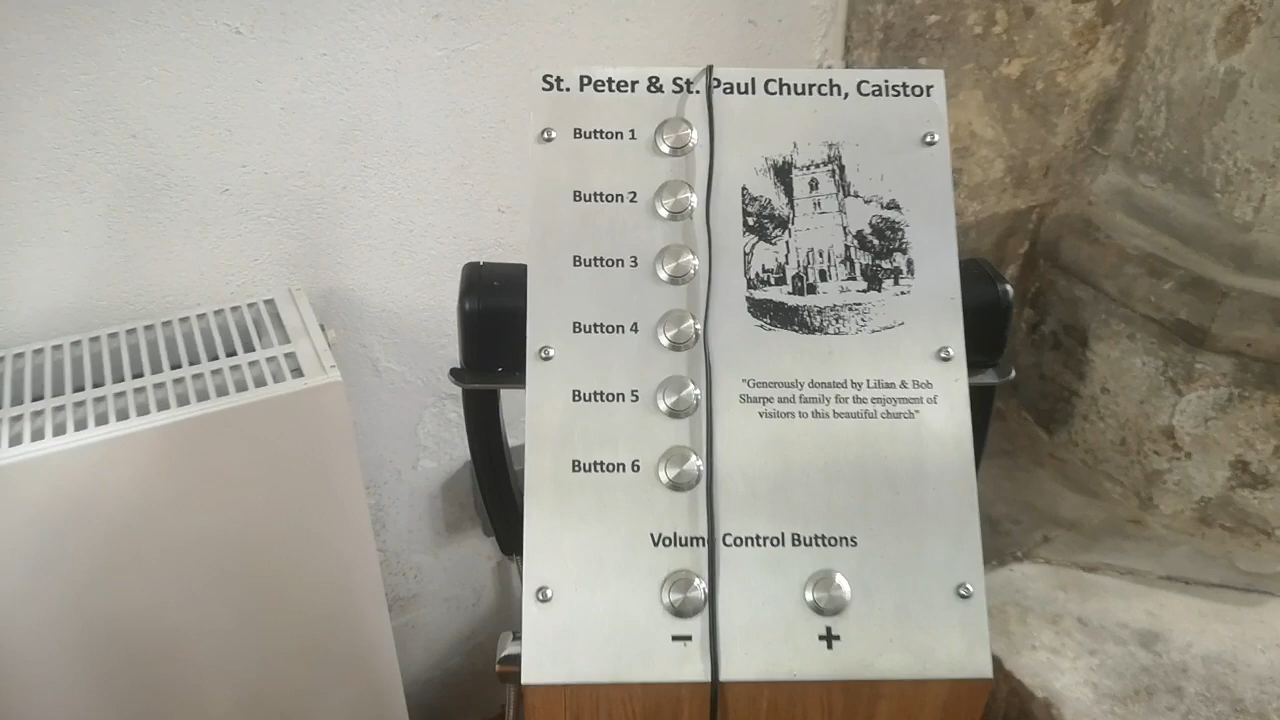 St. Peter & St. Paul Church, Caistor
Button 1
Button 2
Button 3
Button 4
Button 5
Button 6
"Generously donated by Lilian & Bob
Sharpe and family for the enjoyment of
visitors to this beautiful church"
Volume Control Buttons
- +